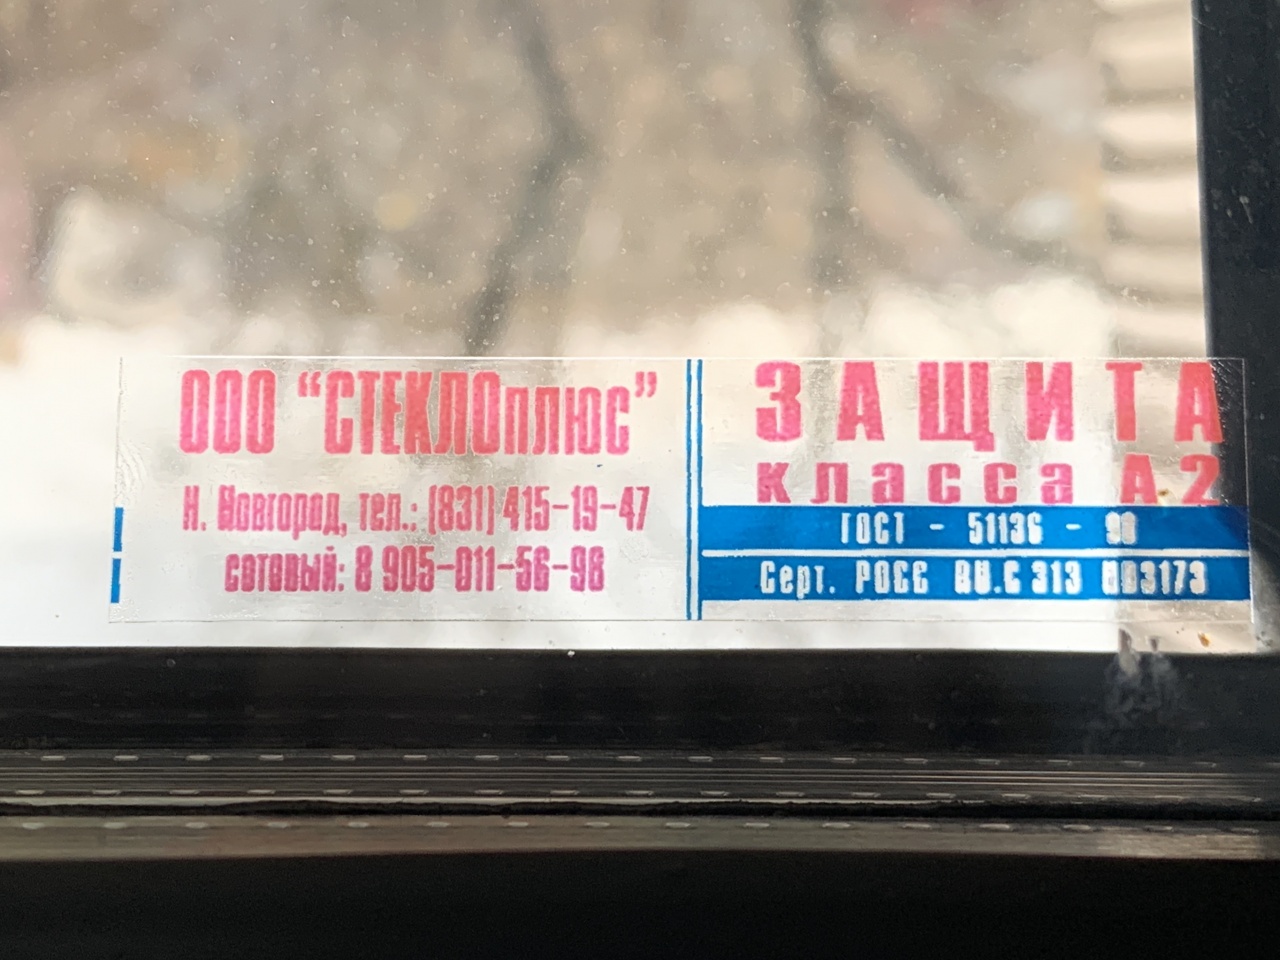 ООО “СТЕКЛОплюс”
Н. Новгород, тел.: (831) 415-19-47
сотовый: 8 905-011-56-98
ЗАЩИТА
класса А2
ГОСТ - 51136 - 98
Серт. РОСС RU.С 313